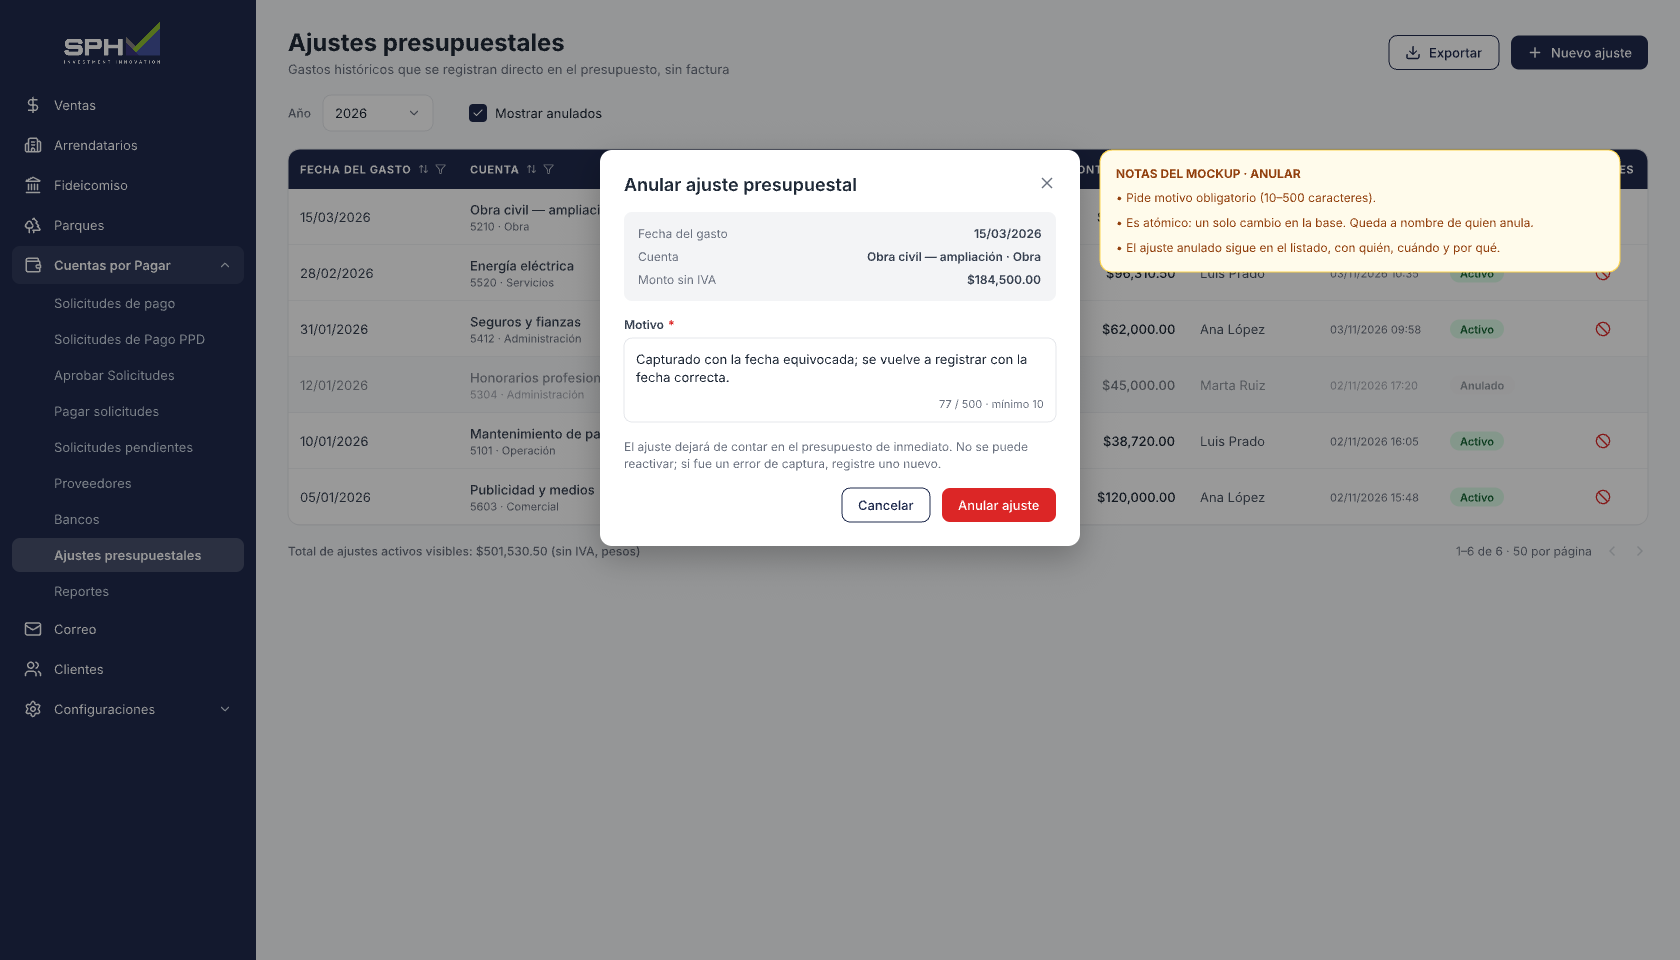 SPH
INVESTMENT INNOVATION
Ventas
Arrendatarios
Fideicomiso
Parques
Cuentas por Pagar
Solicitudes de pago
Solicitudes de Pago PPD
Aprobar Solicitudes
Pagar solicitudes
Solicitudes pendientes
Proveedores
Bancos
Ajustes presupuestales
Reportes
Correo
Clientes
Configuraciones
Ajustes presupuestales
Gastos históricos que se registran directo en el presupuesto, sin factura
Exportar
Nuevo ajuste
Año
2026
Mostrar anulados
FECHA DEL GASTO
CUENTA
15/03/2026
Obra civil — ampliaci
5210 · Obra
28/02/2026
Energía eléctrica
5520 · Servicios
$96,310.50
Luis Prado
03/11/2026 10:35
Activo
31/01/2026
Seguros y fianzas
5412 · Administración
$62,000.00
Ana López
03/11/2026 09:58
Activo
12/01/2026
Honorarios profesion
5304 · Administración
$45,000.00
Marta Ruiz
02/11/2026 17:20
Anulado
10/01/2026
Mantenimiento de pa
5101 · Operación
$38,720.00
Luis Prado
02/11/2026 16:05
Activo
05/01/2026
Publicidad y medios
5603 · Comercial
$120,000.00
Ana López
02/11/2026 15:48
Activo
Total de ajustes activos visibles: $501,530.50 (sin IVA, pesos)
1–6 de 6 · 50 por página
Anular ajuste presupuestal
Fecha del gasto
15/03/2026
Cuenta
Obra civil — ampliación · Obra
Monto sin IVA
$184,500.00
Motivo *
Capturado con la fecha equivocada; se vuelve a registrar con la
fecha correcta.
77 / 500 · mínimo 10
El ajuste dejará de contar en el presupuesto de inmediato. No se puede
reactivar; si fue un error de captura, registre uno nuevo.
Cancelar
Anular ajuste
NOTAS DEL MOCKUP · ANULAR
• Pide motivo obligatorio (10–500 caracteres).
• Es atómico: un solo cambio en la base. Queda a nombre de quien anula.
• El ajuste anulado sigue en el listado, con quién, cuándo y por qué.